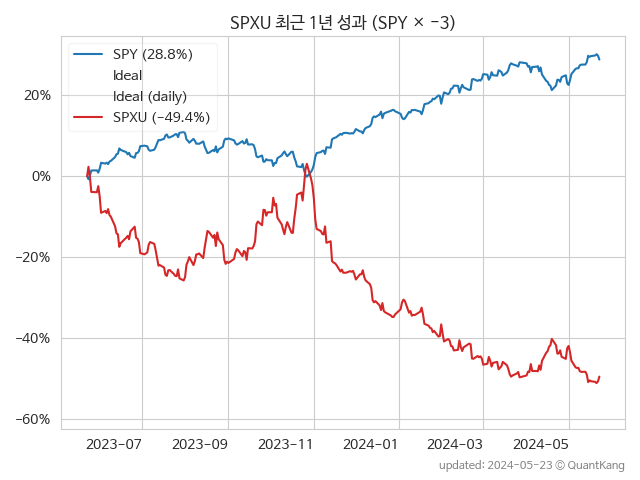 SPXU 최근 1년 성과 (SPY × −3)
SPY (28.8%)
Ideal
Ideal (daily)
SPXU (−49.4%)
20%
0%
−20%
−40%
−60%
2023-07
2023-09
2023-11
2024-01
2024-03
2024-05
updated: 2024-05-23 © QuantKang